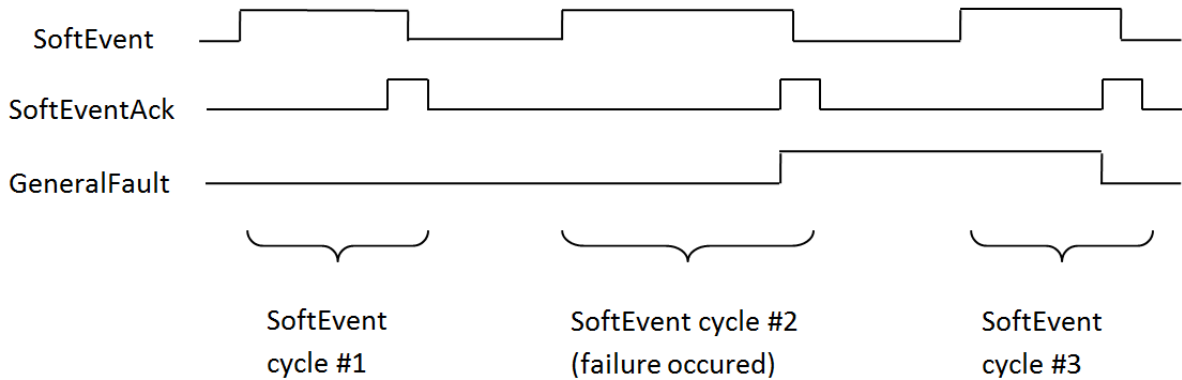 SoftEvent
SoftEventAck
GeneralFault
SoftEvent
cycle #1
SoftEvent cycle #2
(failure occured)
SoftEvent
cycle #3